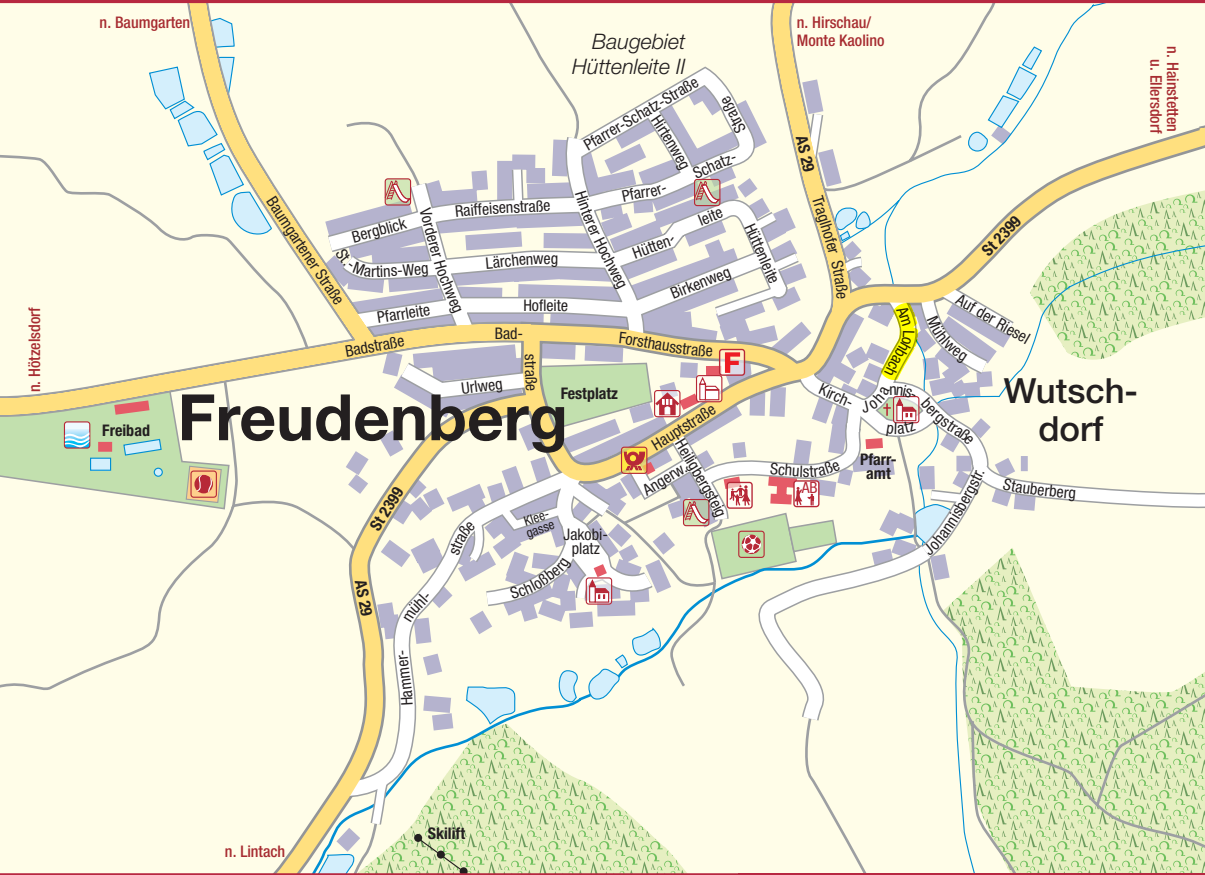 n. Baumgarten
n. Hirschau/
Monte Kaolino
n. Hainstetten
u. Ellersdorf
Baugebiet
Hüttenleite II
Pfarrer-Schatz-Straße
Straße
Hirtenweg
Schatz-
Pfarrer-
AS 29
Traglhofer Straße
St 2399
Baumgartener Straße
Raiffeisenstraße
Bergblick
Vorderer Hochweg
Hinterer Hochweg
leite
Hütten-
Hüttenleite
St.-Martins-Weg
Lärchenweg
Birkenweg
Hofleite
Pfarrleite
Am Lohbach
Auf der Riesel
Mühlweg
n. Hötzelsdorf
Badstraße
Bad-
straße
Forsthausstraße
F
Urlweg
Festplatz
Freudenberg
Wutsch-
dorf
Kirch-
Johannis-
platz
bergstraße
Freibad
Hauptstraße
Heiligbergsteig
Angerw.
Schulstraße
Pfarr-
amt
AB
Stauberberg
Johannisbergstr.
St 2399
straße
Klee-
gasse
Jakobi-
platz
Schloßberg
AS 29
mühl-
Hammer-
Skilift
n. Lintach